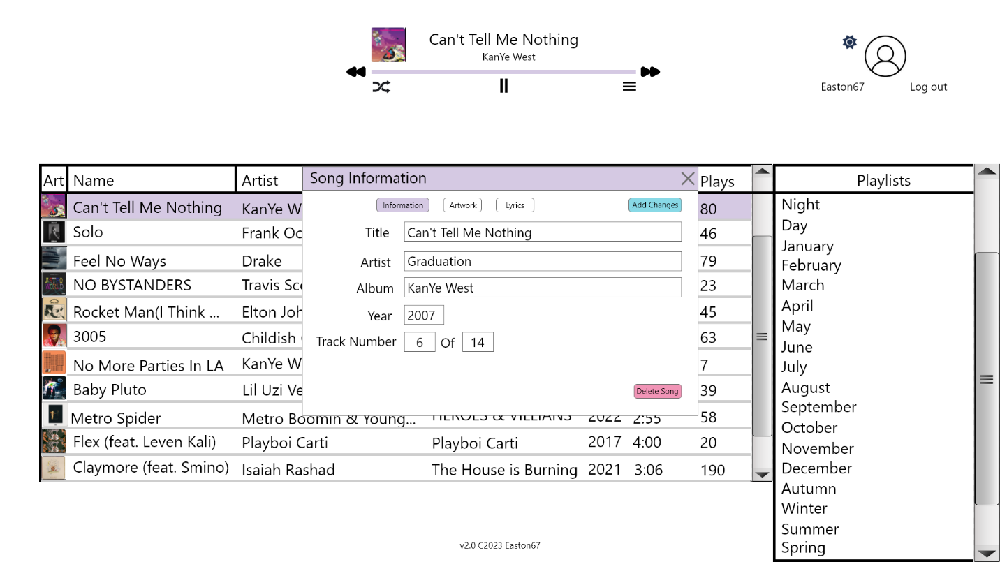 Can't Tell Me Nothing
KanYe West
Easton67
Log out
Art Name Artist Plays
Can't Tell Me Nothing KanYe W 80
Solo Frank Oc 46
Feel No Ways Drake 79
NO BYSTANDERS Travis Sc 23
Rocket Man(I Think ... Elton Joh 45
3005 Childish 63
No More Parties In LA KanYe W 7
Baby Pluto Lil Uzi Ve 39
Metro Spider Metro Boomin & Young... HEROES & VILLIANS 2022 2:55 58
Flex (feat. Leven Kali) Playboi Carti Playboi Carti 2017 4:00 20
Claymore (feat. Smino) Isaiah Rashad The House is Burning 2021 3:06 190
Song Information
Information Artwork Lyrics Add Changes
Title Can't Tell Me Nothing
Artist Graduation
Album KanYe West
Year 2007
Track Number 6 Of 14
Delete Song
Playlists
Night
Day
January
February
March
April
May
June
July
August
September
October
November
December
Autumn
Winter
Summer
Spring
v2.0 C2023 Easton67